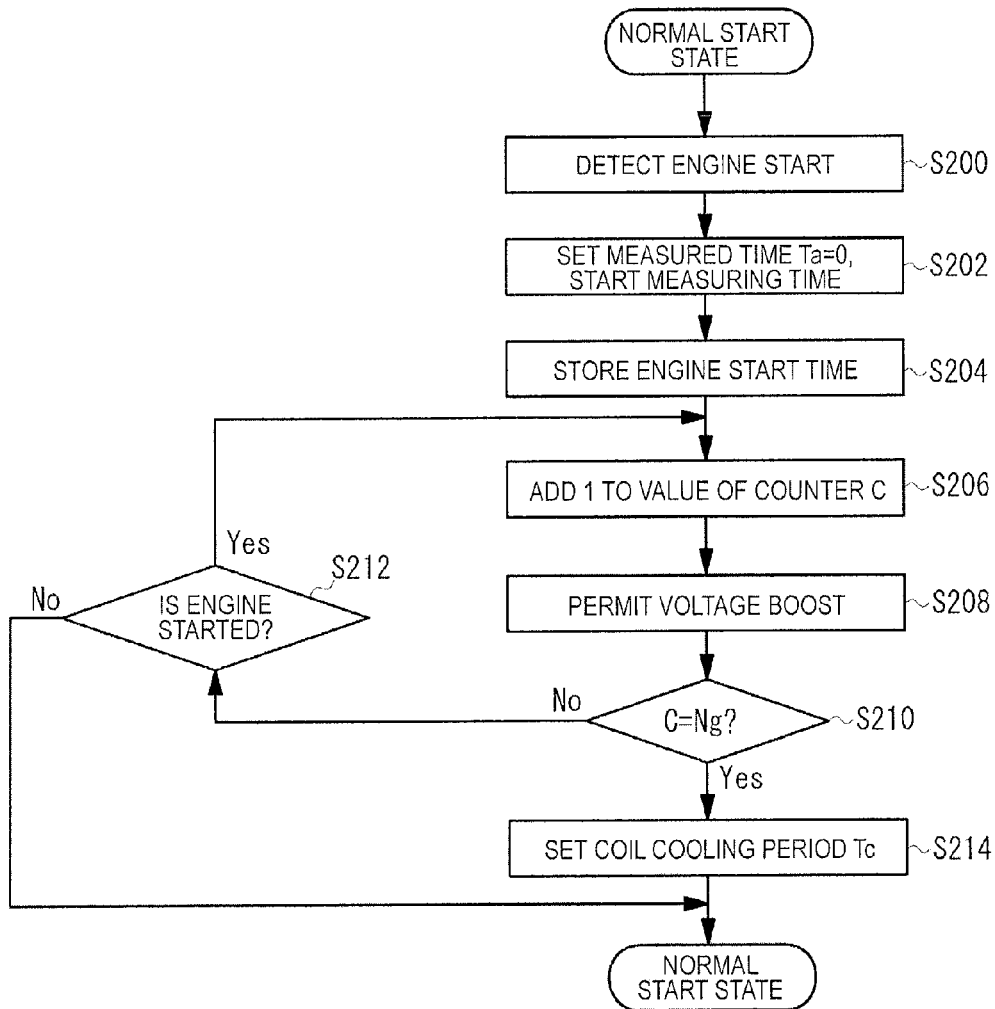 NORMAL START
STATE
DETECT ENGINE START
S200
SET MEASURED TIME Ta=0,
START MEASURING TIME
S202
STORE ENGINE START TIME
S204
ADD 1 TO VALUE OF COUNTER C
S206
Yes
S212
No
IS ENGINE
STARTED?
PERMIT VOLTAGE BOOST
S208
No
C=Ng?
S210
Yes
SET COIL COOLING PERIOD Tc
S214
NORMAL
START STATE